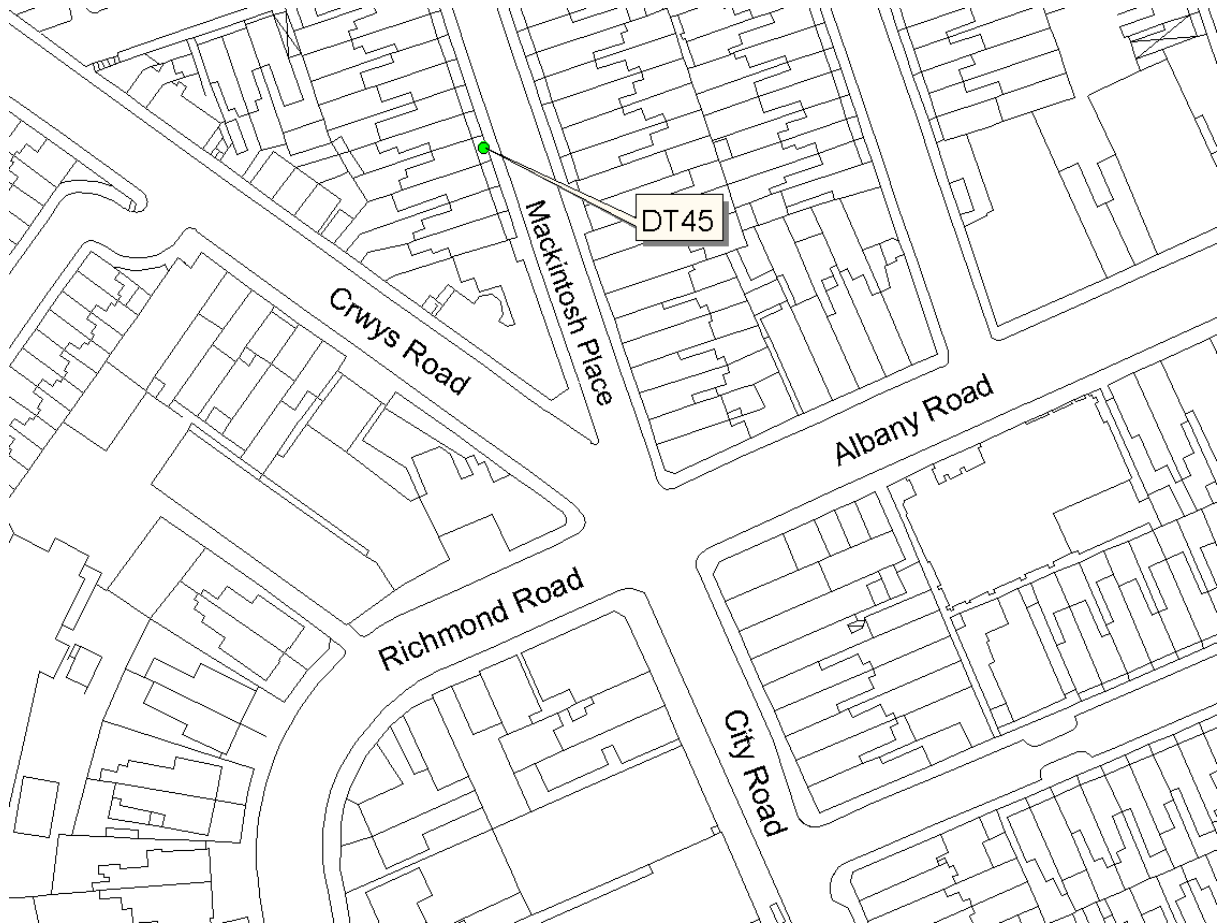 DT45
Mackintosh Place
Crwys Road
Albany Road
Richmond Road
City Road